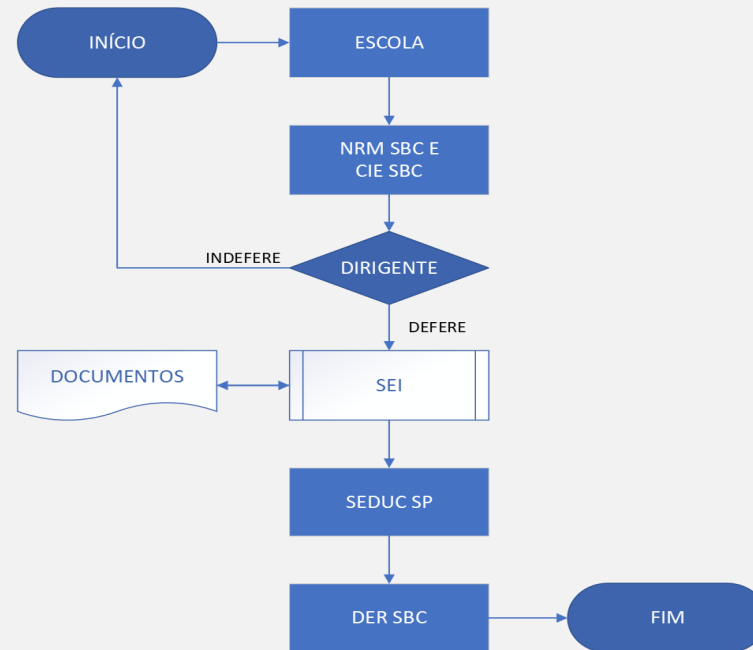 INÍCIO
ESCOLA
NRM SBC E
CIE SBC
INDEFERE
DIRIGENTE
DEFERE
DOCUMENTOS
SEI
SEDUC SP
DER SBC
FIM